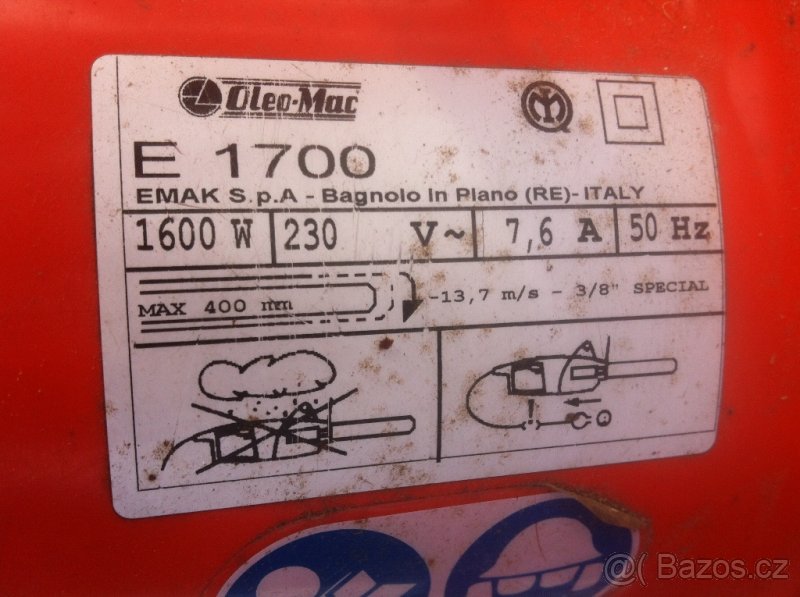 Oleo-Mac
E 1700
EMAK S.p.A - Bagnolo in Piano (RE)- ITALY
1600 W 230 V~ 7,6 A 50 Hz
MAX 400 mm -13,7 m/s - 3/8" SPECIAL
!
@( Bazos.cz